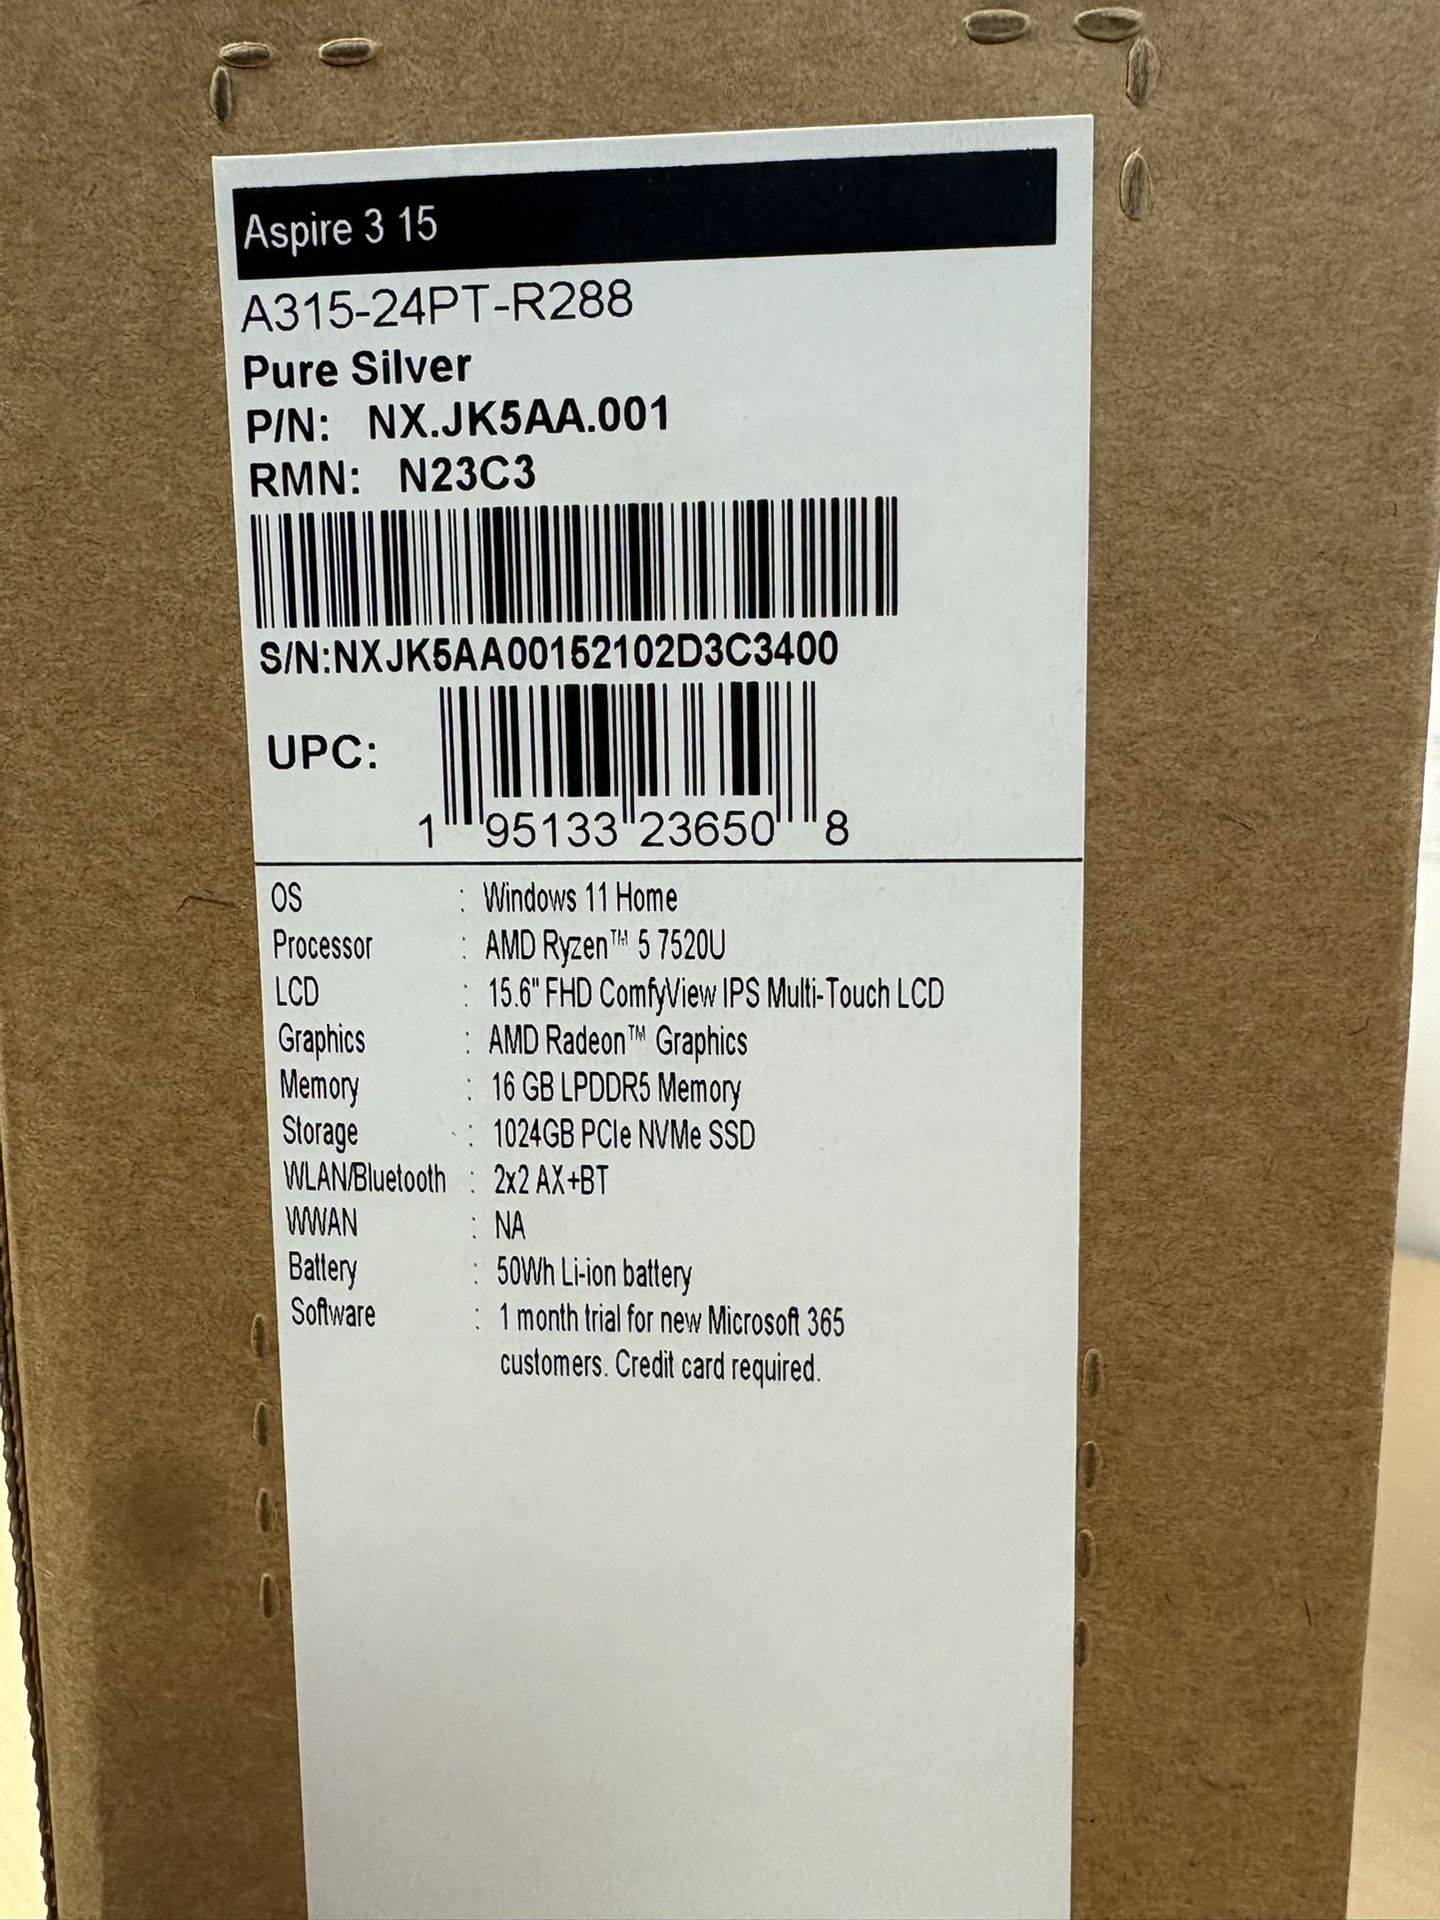 Aspire 3 15
A315-24PT-R288
Pure Silver
P/N: NX.JK5AA.001
RMN: N23C3
S/N:NXJK5AA00152102D3C3400
UPC:
1 95133 23650 8
OS : Windows 11 Home
Processor : AMD Ryzen™ 5 7520U
LCD : 15.6" FHD ComfyView IPS Multi-Touch LCD
Graphics : AMD Radeon™ Graphics
Memory : 16 GB LPDDR5 Memory
Storage : 1024GB PCIe NVMe SSD
WLAN/Bluetooth : 2x2 AX+BT
WWAN : NA
Battery : 50Wh Li-ion battery
Software : 1 month trial for new Microsoft 365
customers. Credit card required.